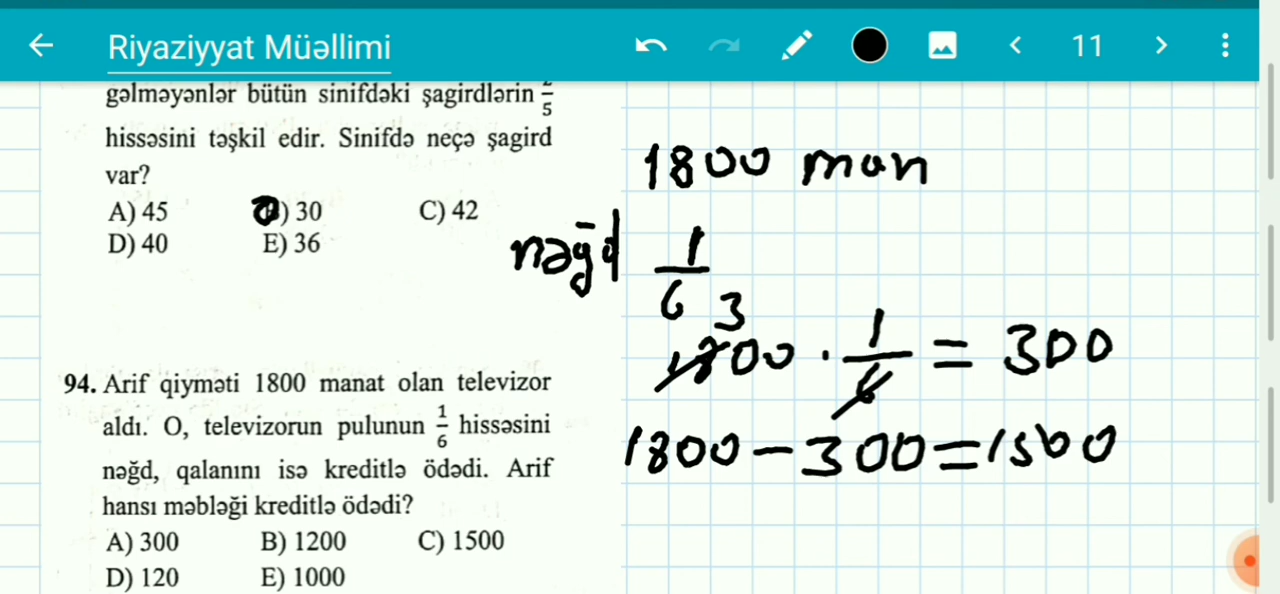 Riyaziyyat Müəllimi
11
gəlməyənlər bütün sinifdəki şagirdlərin /5
hissəsini təşkil edir. Sinifdə neçə şagird
var?
A) 45 ) 30 C) 42
D) 40 E) 36
94. Arif qiyməti 1800 manat olan televizor
aldı. O, televizorun pulunun 1/6 hissəsini
nəğd, qalanını isə kreditlə ödədi. Arif
hansı məbləği kreditlə ödədi?
A) 300 B) 1200 C) 1500
D) 120 E) 1000
1800 man
nəğd 1/6
3
1800 · 1/6 = 300
1800 - 300 = 1500